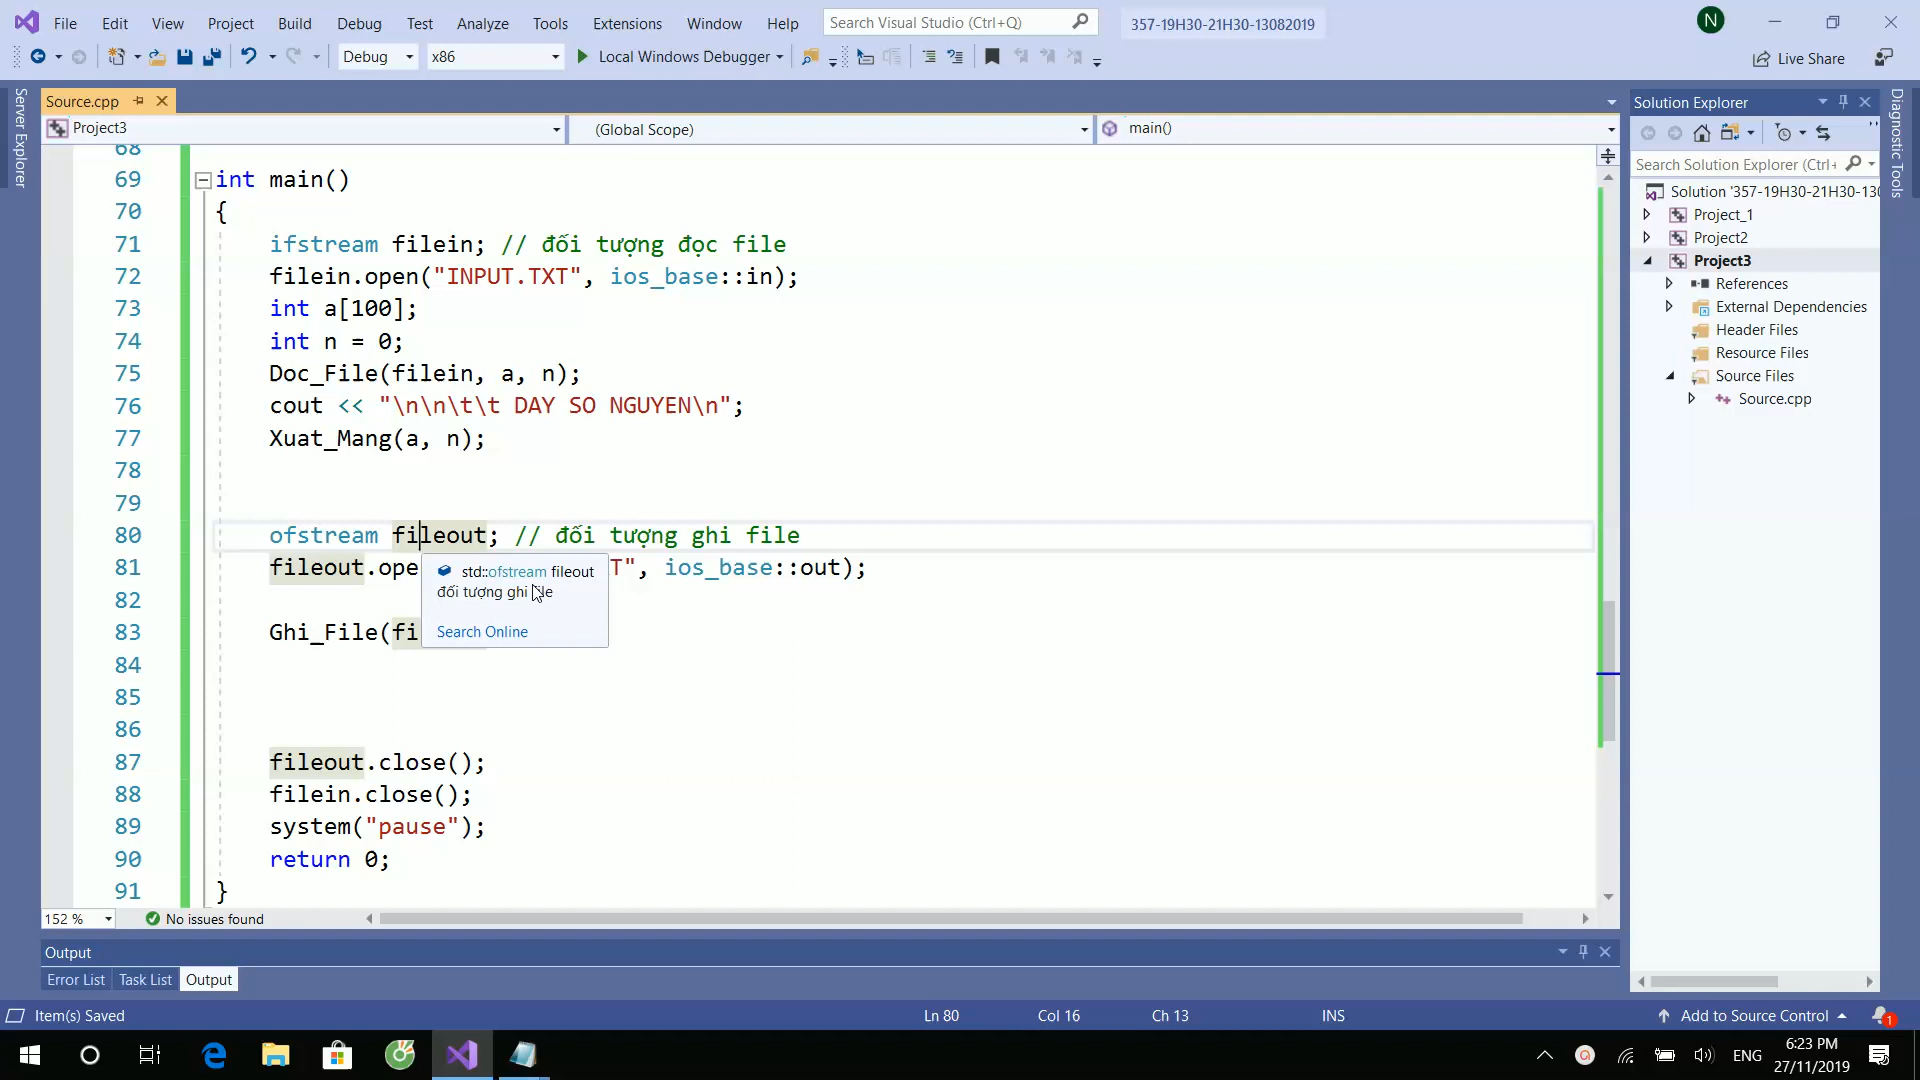 File Edit View Project Build Debug Test Analyze Tools Extensions Window Help Search Visual Studio (Ctrl+Q) 357-19H30-21H30-13082019 N
Debug x86 Local Windows Debugger Live Share
Server Explorer
Source.cpp
Project3 (Global Scope) main()
68
69 int main()
70 {
71 ifstream filein; // đối tượng đọc file
72 filein.open("INPUT.TXT", ios_base::in);
73 int a[100];
74 int n = 0;
75 Doc_File(filein, a, n);
76 cout << "\n\n\t\t DAY SO NGUYEN\n";
77 Xuat_Mang(a, n);
78
79
80 ofstream fileout; // đối tượng ghi file
81 fileout.ope T", ios_base::out);
std::ofstream fileout
đối tượng ghi file
Search Online
82
83 Ghi_File(fi
84
85
86
87 fileout.close();
88 filein.close();
89 system("pause");
90 return 0;
91 }
152 % No issues found
Output
Error List Task List Output
Item(s) Saved Ln 80 Col 16 Ch 13 INS Add to Source Control 1
Solution Explorer
Search Solution Explorer (Ctrl+
Solution '357-19H30-21H30-130
Project_1
Project2
Project3
References
External Dependencies
Header Files
Resource Files
Source Files
Source.cpp
Diagnostic Tools
ENG 6:23 PM
27/11/2019